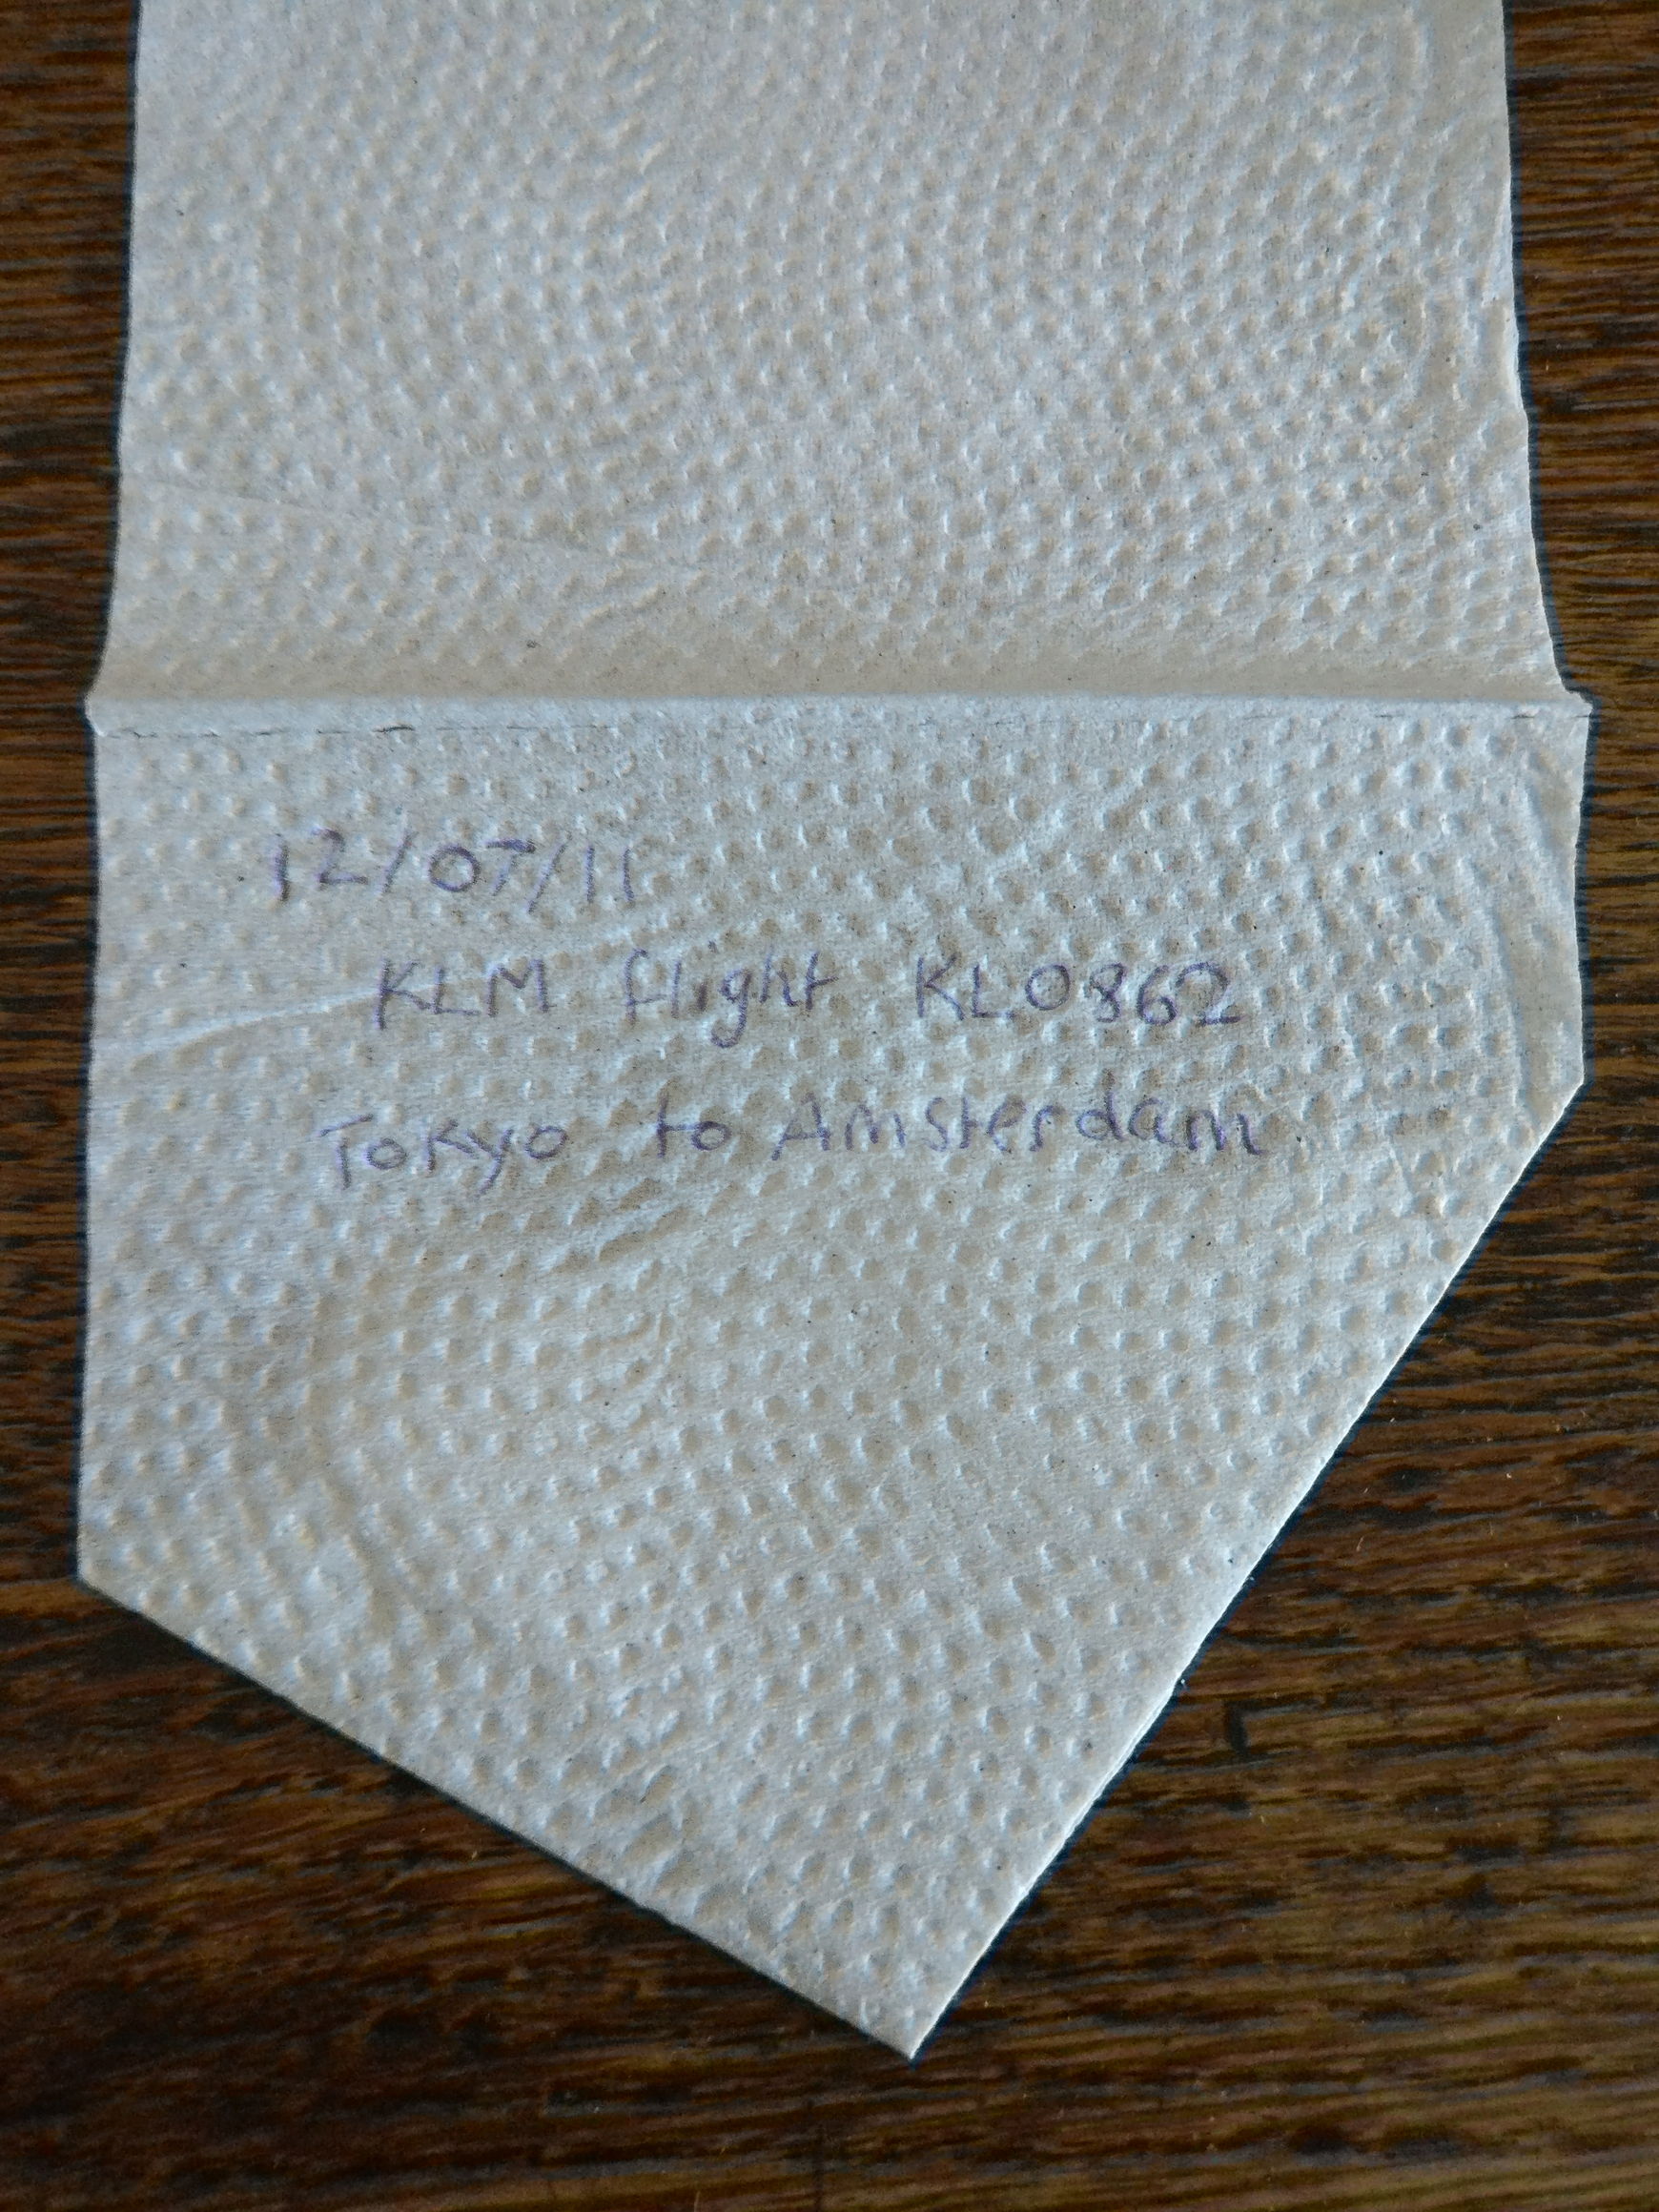 12/07/11
KLM flight KL0862
Tokyo to Amsterdam